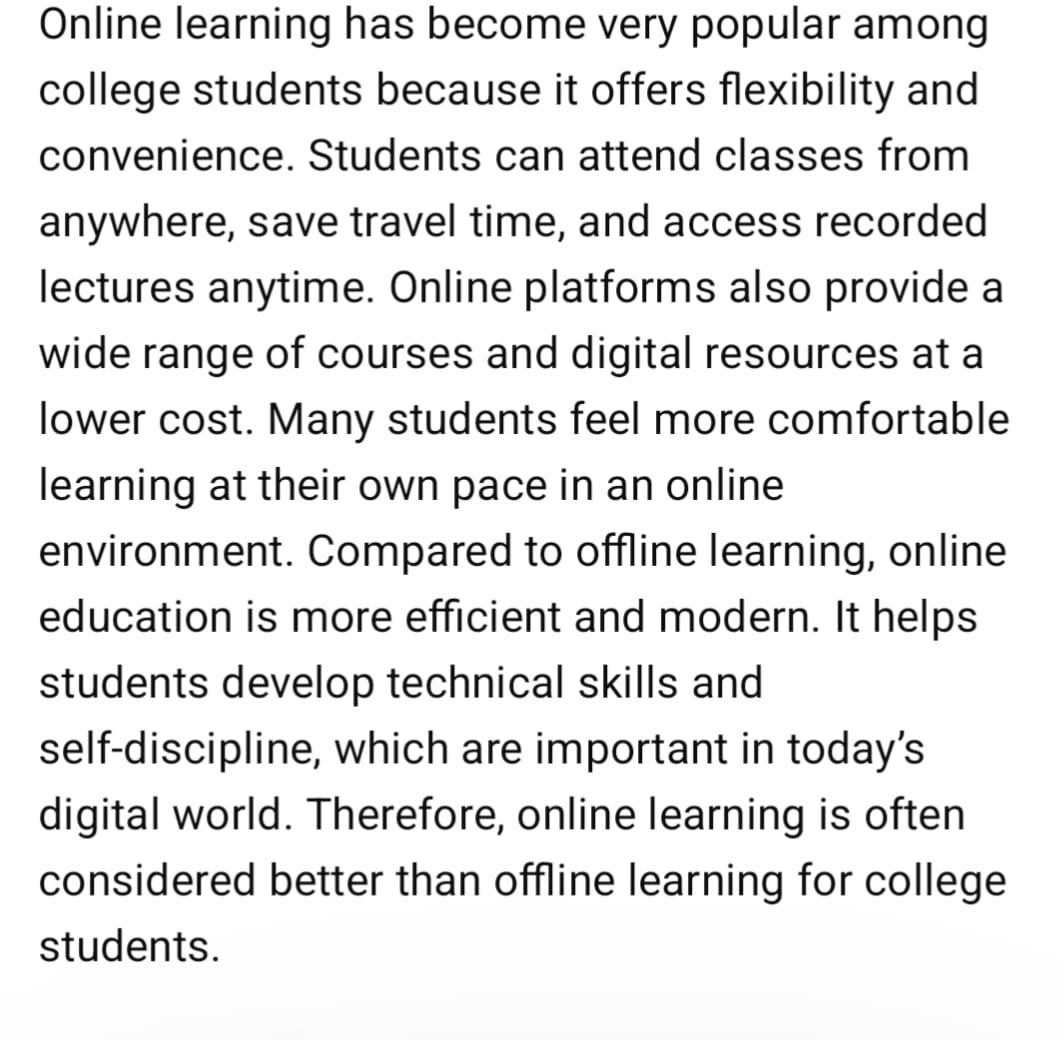 Online learning has become very popular among
college students because it offers flexibility and
convenience. Students can attend classes from
anywhere, save travel time, and access recorded
lectures anytime. Online platforms also provide a
wide range of courses and digital resources at a
lower cost. Many students feel more comfortable
learning at their own pace in an online
environment. Compared to offline learning, online
education is more efficient and modern. It helps
students develop technical skills and
self-discipline, which are important in today’s
digital world. Therefore, online learning is often
considered better than offline learning for college
students.